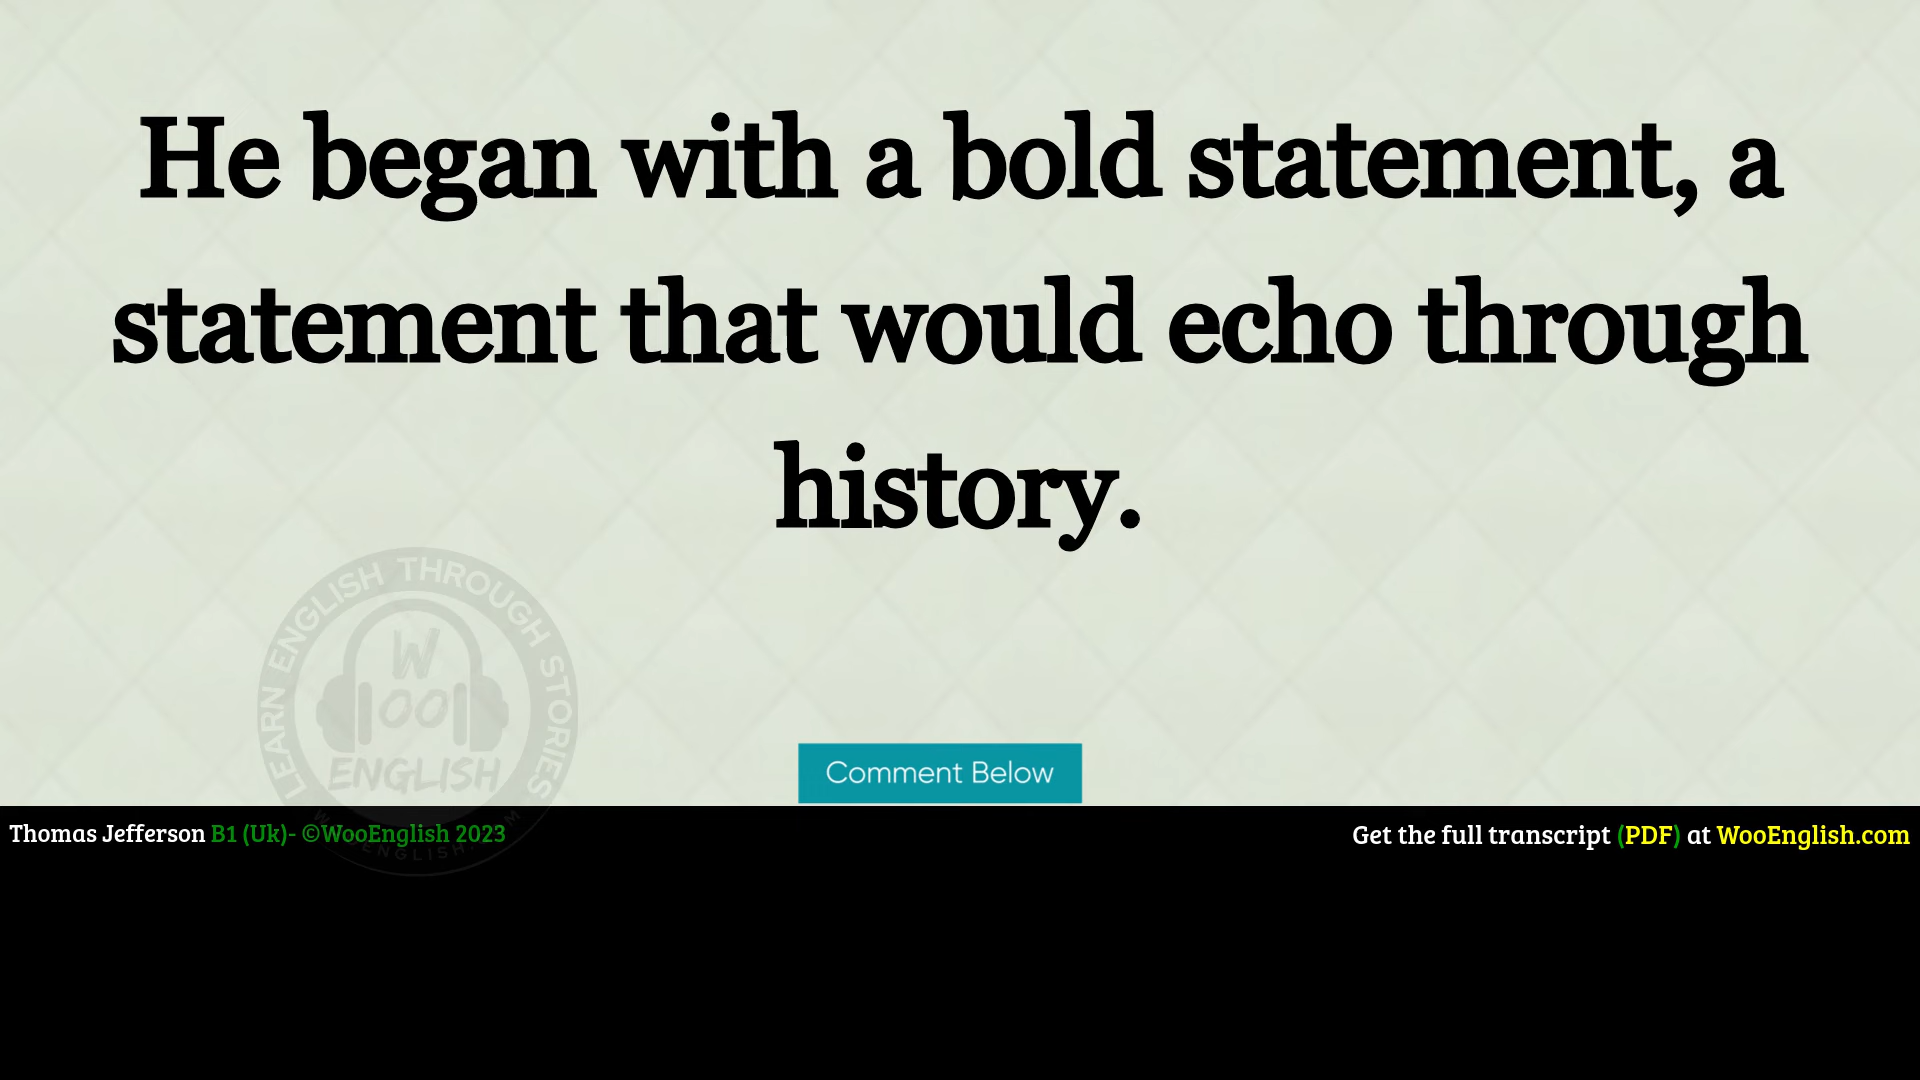 He began with a bold statement, a
statement that would echo through
history.
LEARN ENGLISH THROUGH STORIES
W
OO
ENGLISH
Comment Below
Thomas Jefferson B1 (Uk)- ©WooEnglish 2023
Get the full transcript (PDF) at WooEnglish.com